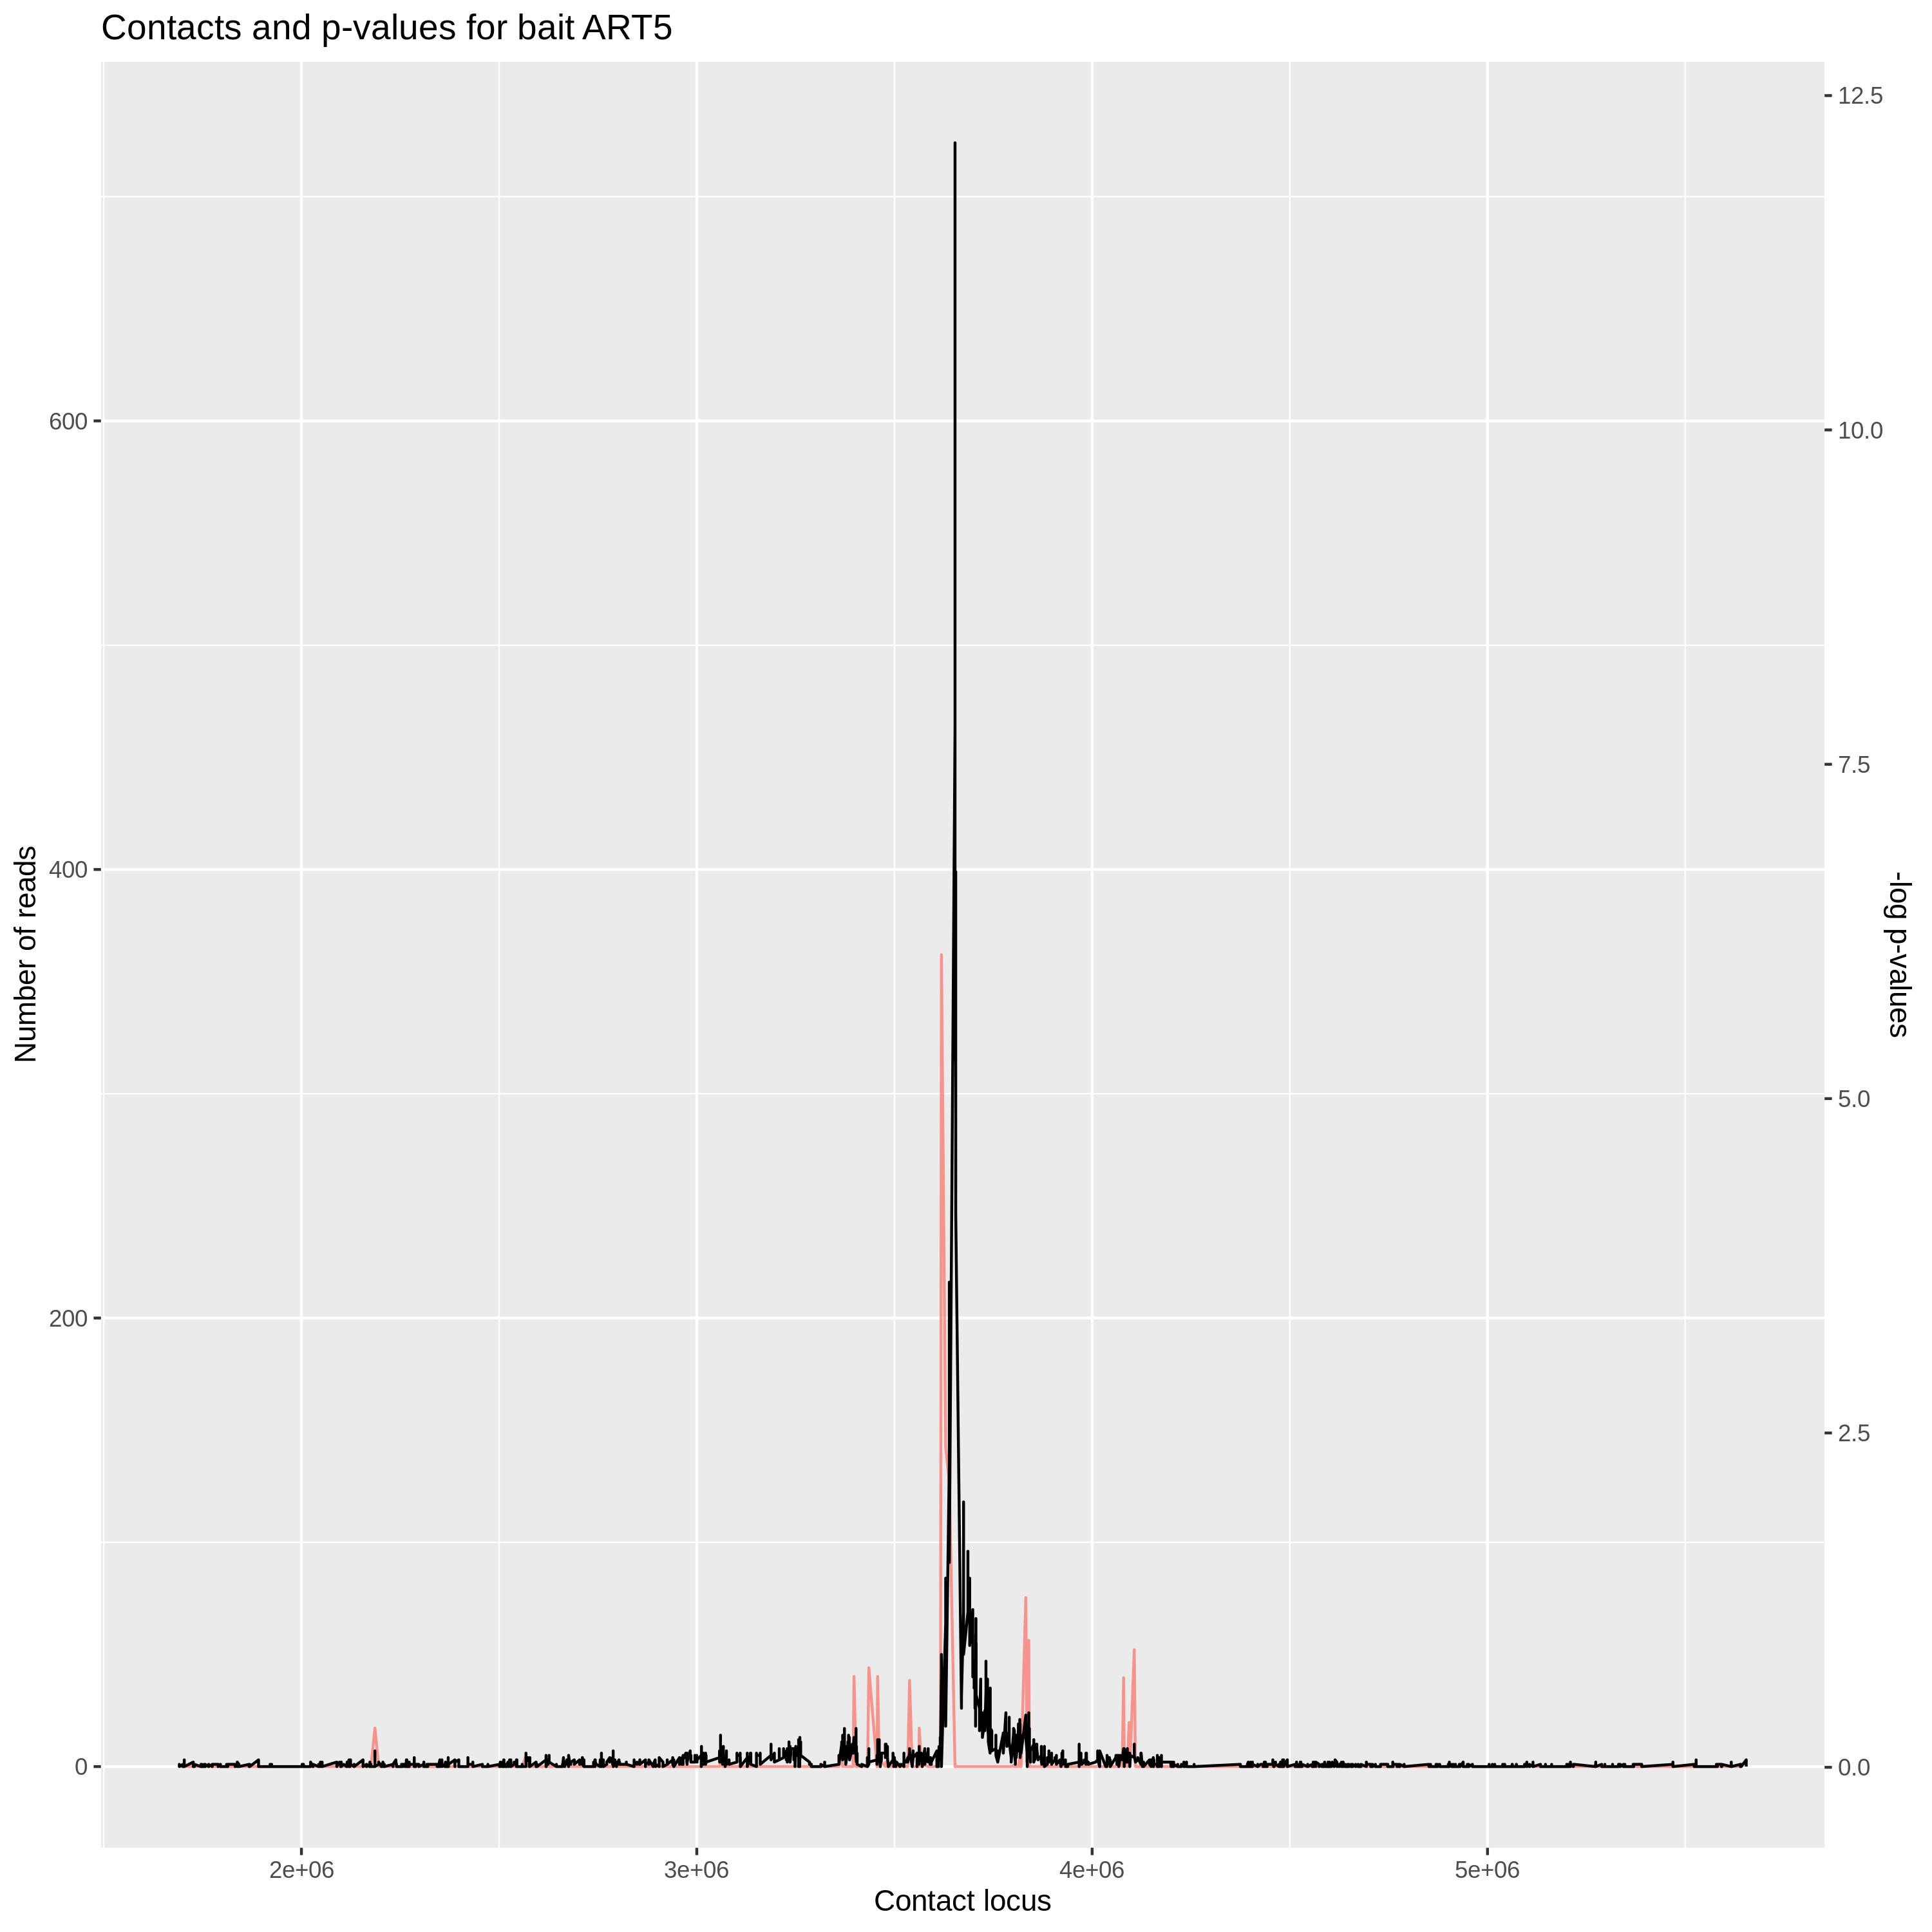 Contacts and p-values for bait ART5
12.5
600
10.0
7.5
400
Number of reads
-log p-values
5.0
200
2.5
0
0.0
2e+06
3e+06
4e+06
5e+06
Contact locus